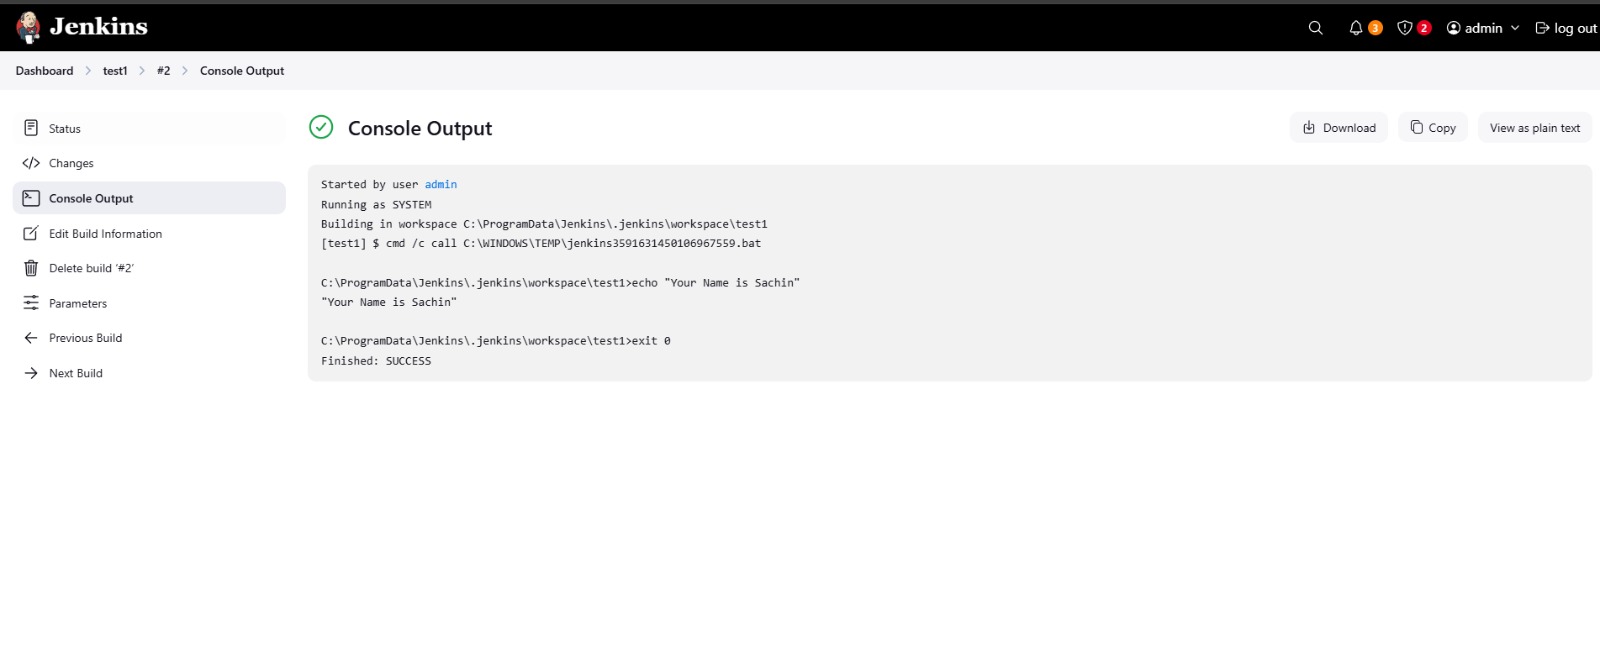 Jenkins
3
2
admin
log out
Dashboard
test1
#2
Console Output
Status
Changes
Console Output
Edit Build Information
Delete build ‘#2’
Parameters
Previous Build
Next Build
Console Output
Download
Copy
View as plain text
Started by user admin
Running as SYSTEM
Building in workspace C:\ProgramData\Jenkins\.jenkins\workspace\test1
[test1] $ cmd /c call C:\WINDOWS\TEMP\jenkins3591631450106967559.bat
C:\ProgramData\Jenkins\.jenkins\workspace\test1>echo "Your Name is Sachin"
"Your Name is Sachin"
C:\ProgramData\Jenkins\.jenkins\workspace\test1>exit 0
Finished: SUCCESS